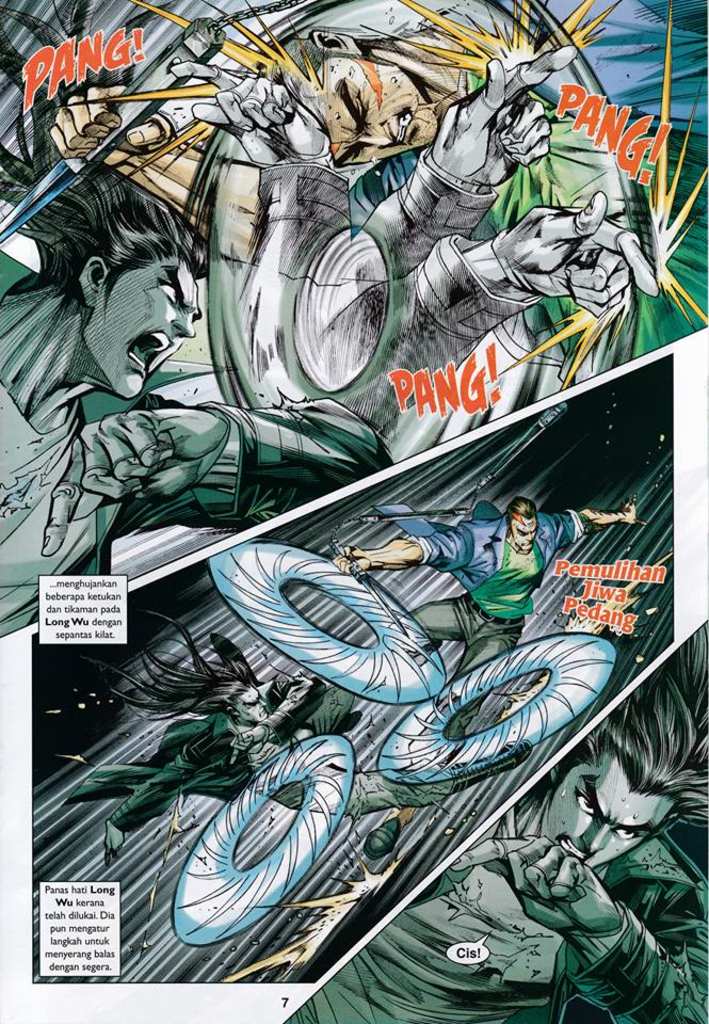 PANG!
PANG!
PANG!
...menghujankan
beberapa ketukan
dan tikaman pada
Long Wu dengan
sepantas kilat.
Pemulihan
Jiwa
Pedang
Panas hati Long
Wu kerana
telah dilukai. Dia
pun mengatur
langkah untuk
menyerang balas
dengan segera.
Cis!
7